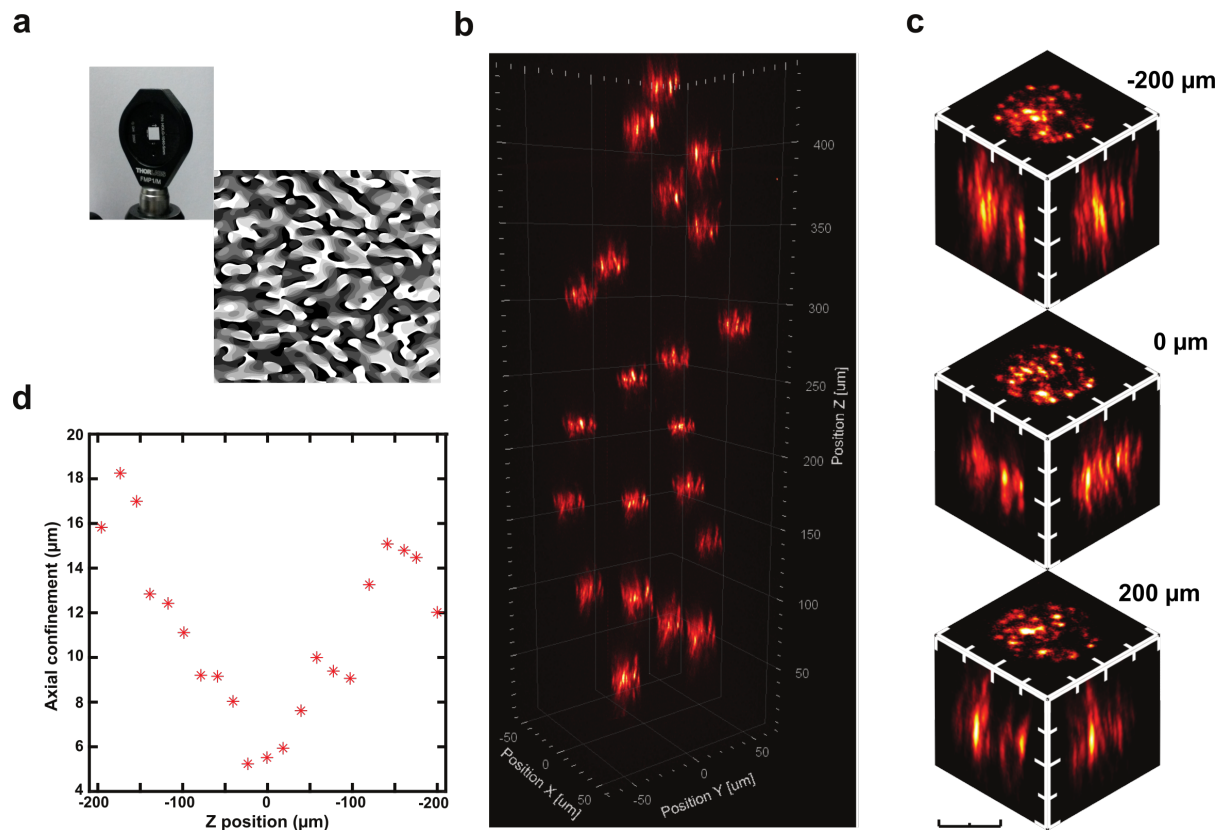 a
THORLABS
FMP1/M
b
400
350
300
250
200
150
100
50
Position Z [um]
-50
0
50
Position X [um]
-50
0
50
Position Y [um]
c
-200 µm
0 µm
200 µm
d
20
18
16
14
12
10
8
6
4
Axial confinement (µm)
-200
-100
0
-100
-200
Z position (µm)